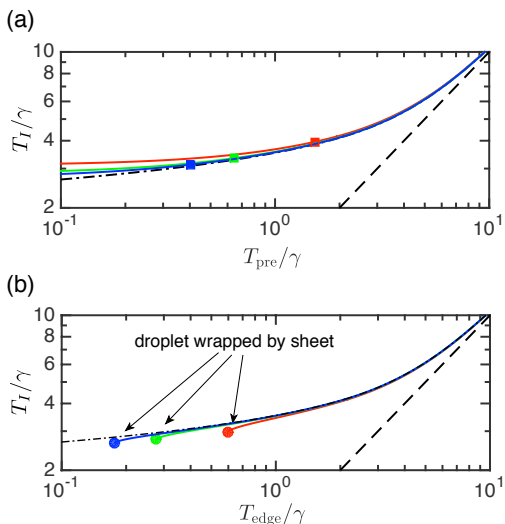 (a)
10
8
6
4
2
T_I/γ
10^-1
10^0
10^1
T_pre/γ
(b)
10
8
6
4
2
T_I/γ
droplet wrapped by sheet
10^-1
10^0
10^1
T_edge/γ